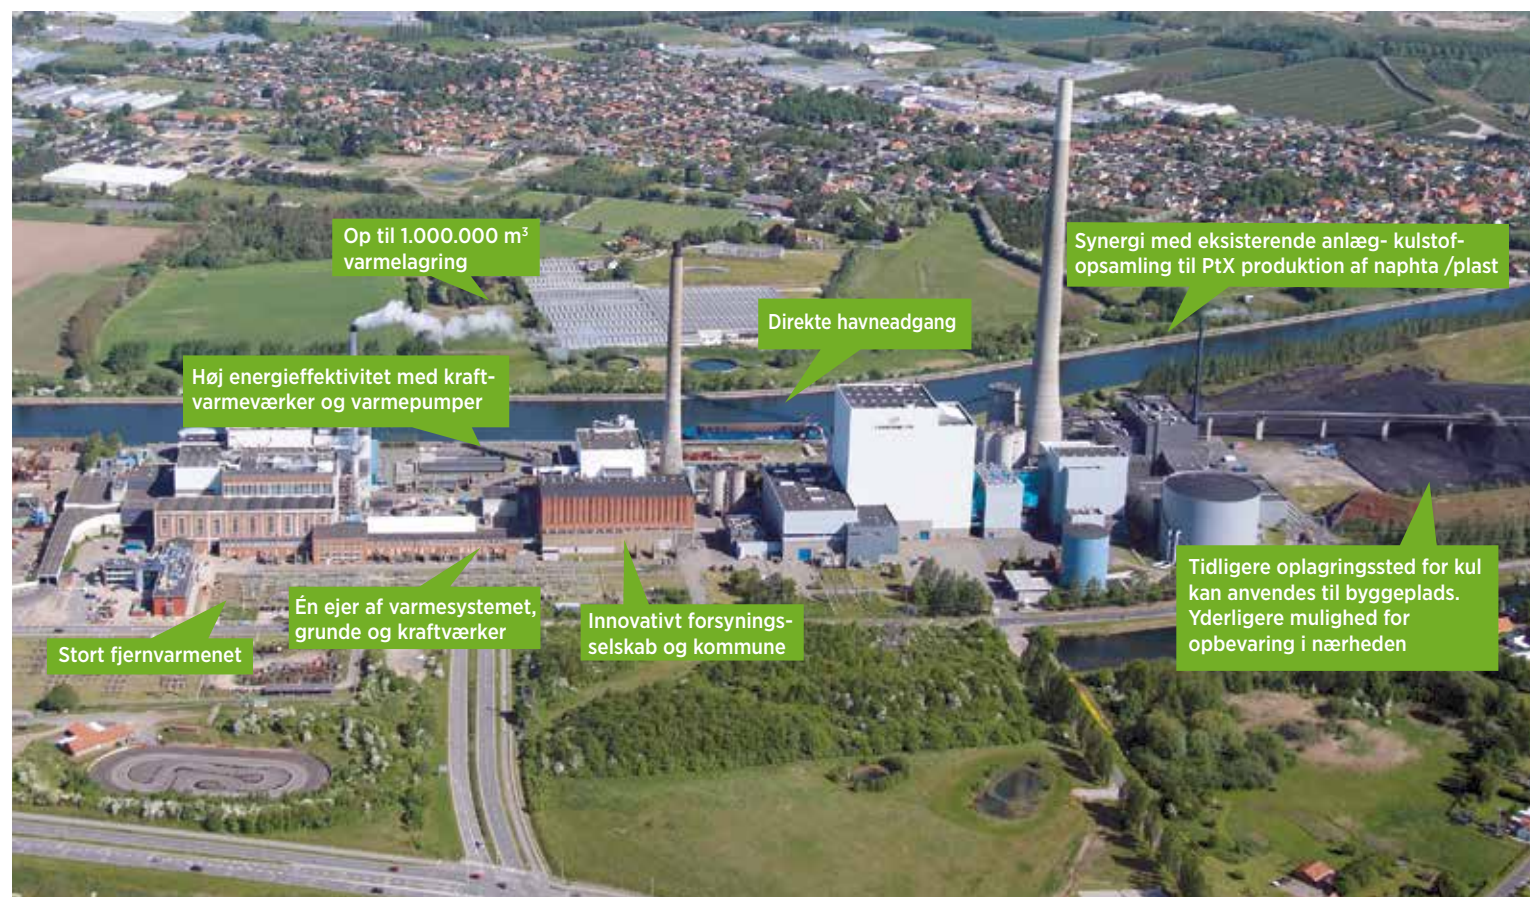 Op til 1.000.000 m³
varmelagring
Synergi med eksisterende anlæg- kulstof-
opsamling til PtX produktion af naphta /plast
Direkte havneadgang
Høj energieffektivitet med kraft-
varmeværker og varmepumper
Tidligere oplagringssted for kul
kan anvendes til byggeplads.
Yderligere mulighed for
opbevaring i nærheden
Én ejer af varmesystemet,
grunde og kraftværker
Innovativt forsynings-
selskab og kommune
Stort fjernvarmenet